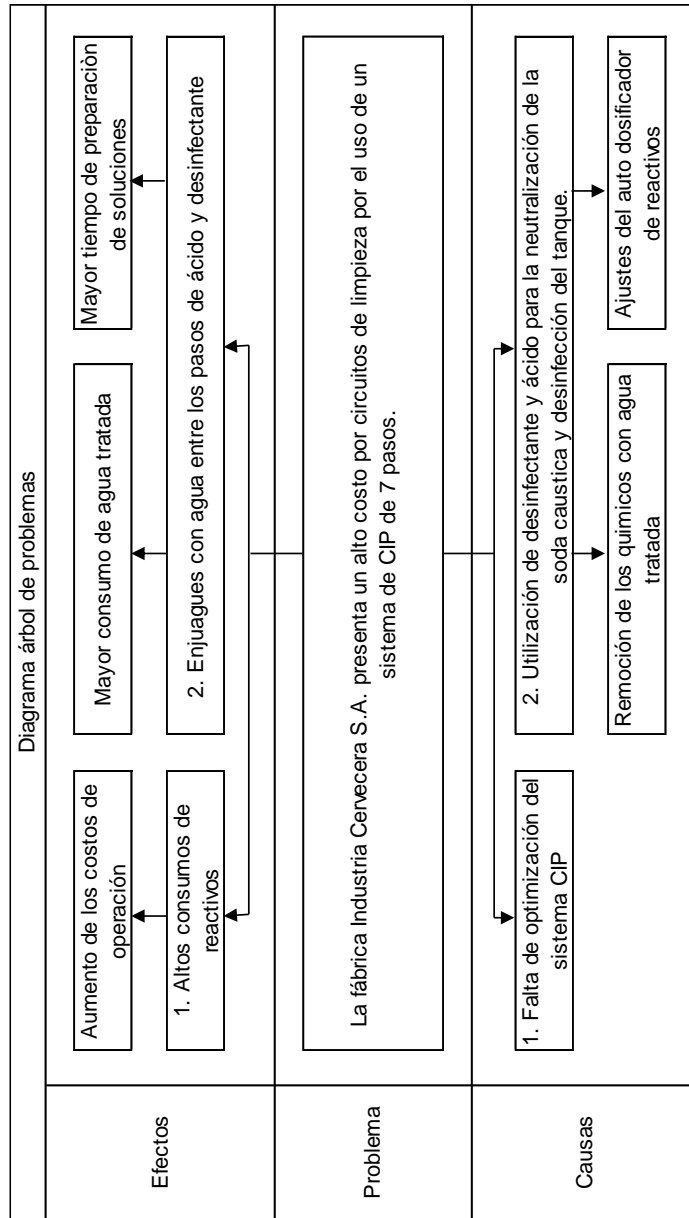 Diagrama árbol de problemas
Efectos
Aumento de los costos de
operación
Mayor consumo de agua tratada
Mayor tiempo de preparaciòn
de soluciones
1. Altos consumos de
reactivos
2. Enjuagues con agua entre los pasos de ácido y desinfectante
Problema
La fábrica Industria Cervecera S.A. presenta un alto costo por circuitos de limpieza por el uso de un
sistema de CIP de 7 pasos.
Causas
1. Falta de optimización del
sistema CIP
2. Utilización de desinfectante y ácido para la neutralización de la
soda caustica y desinfección del tanque.
Remoción de los quimicos con agua
tratada
Ajustes del auto dosificador
de reactivos